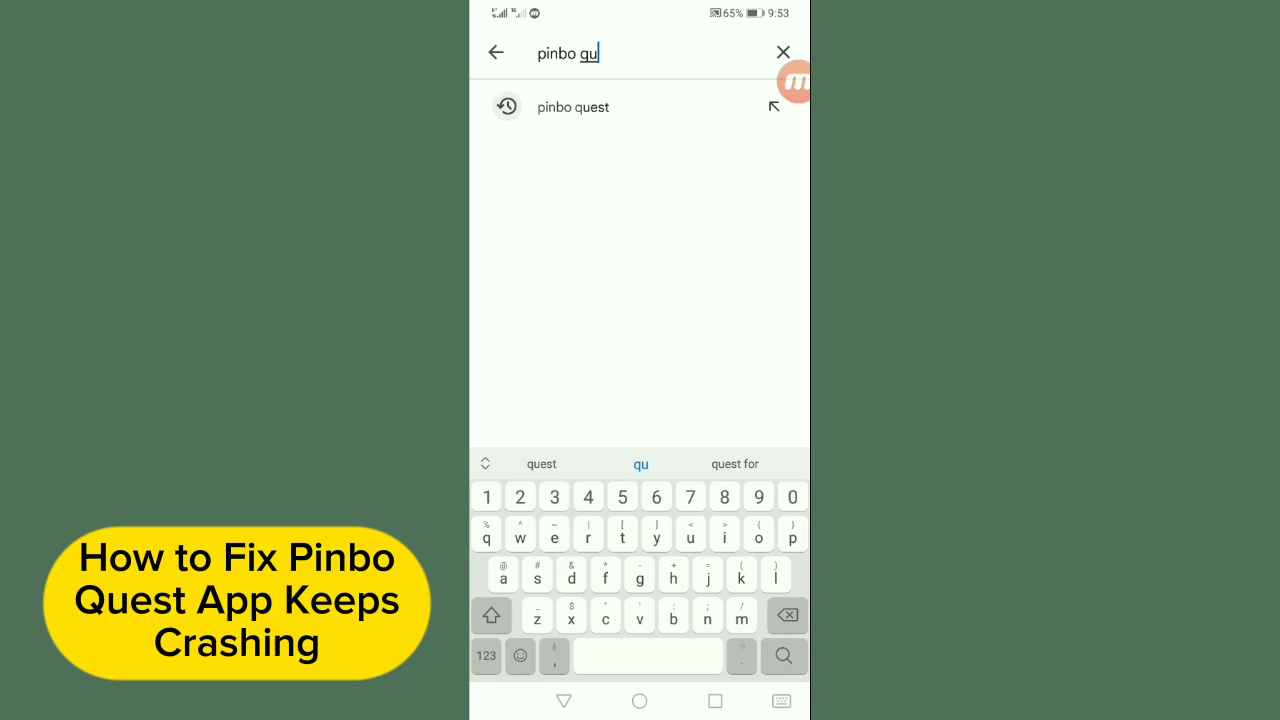 65% 9:53
pinbo qu
pinbo quest
quest qu quest for
1 2 3 4 5 6 7 8 9 0
% ^ ~ | [ ] < > { }
q w e r t y u i o p
@ # & * - + = ( )
a s d f g h j k l
_ $ " ' : ; /
z x c v b n m
123 , .
How to Fix Pinbo
Quest App Keeps
Crashing